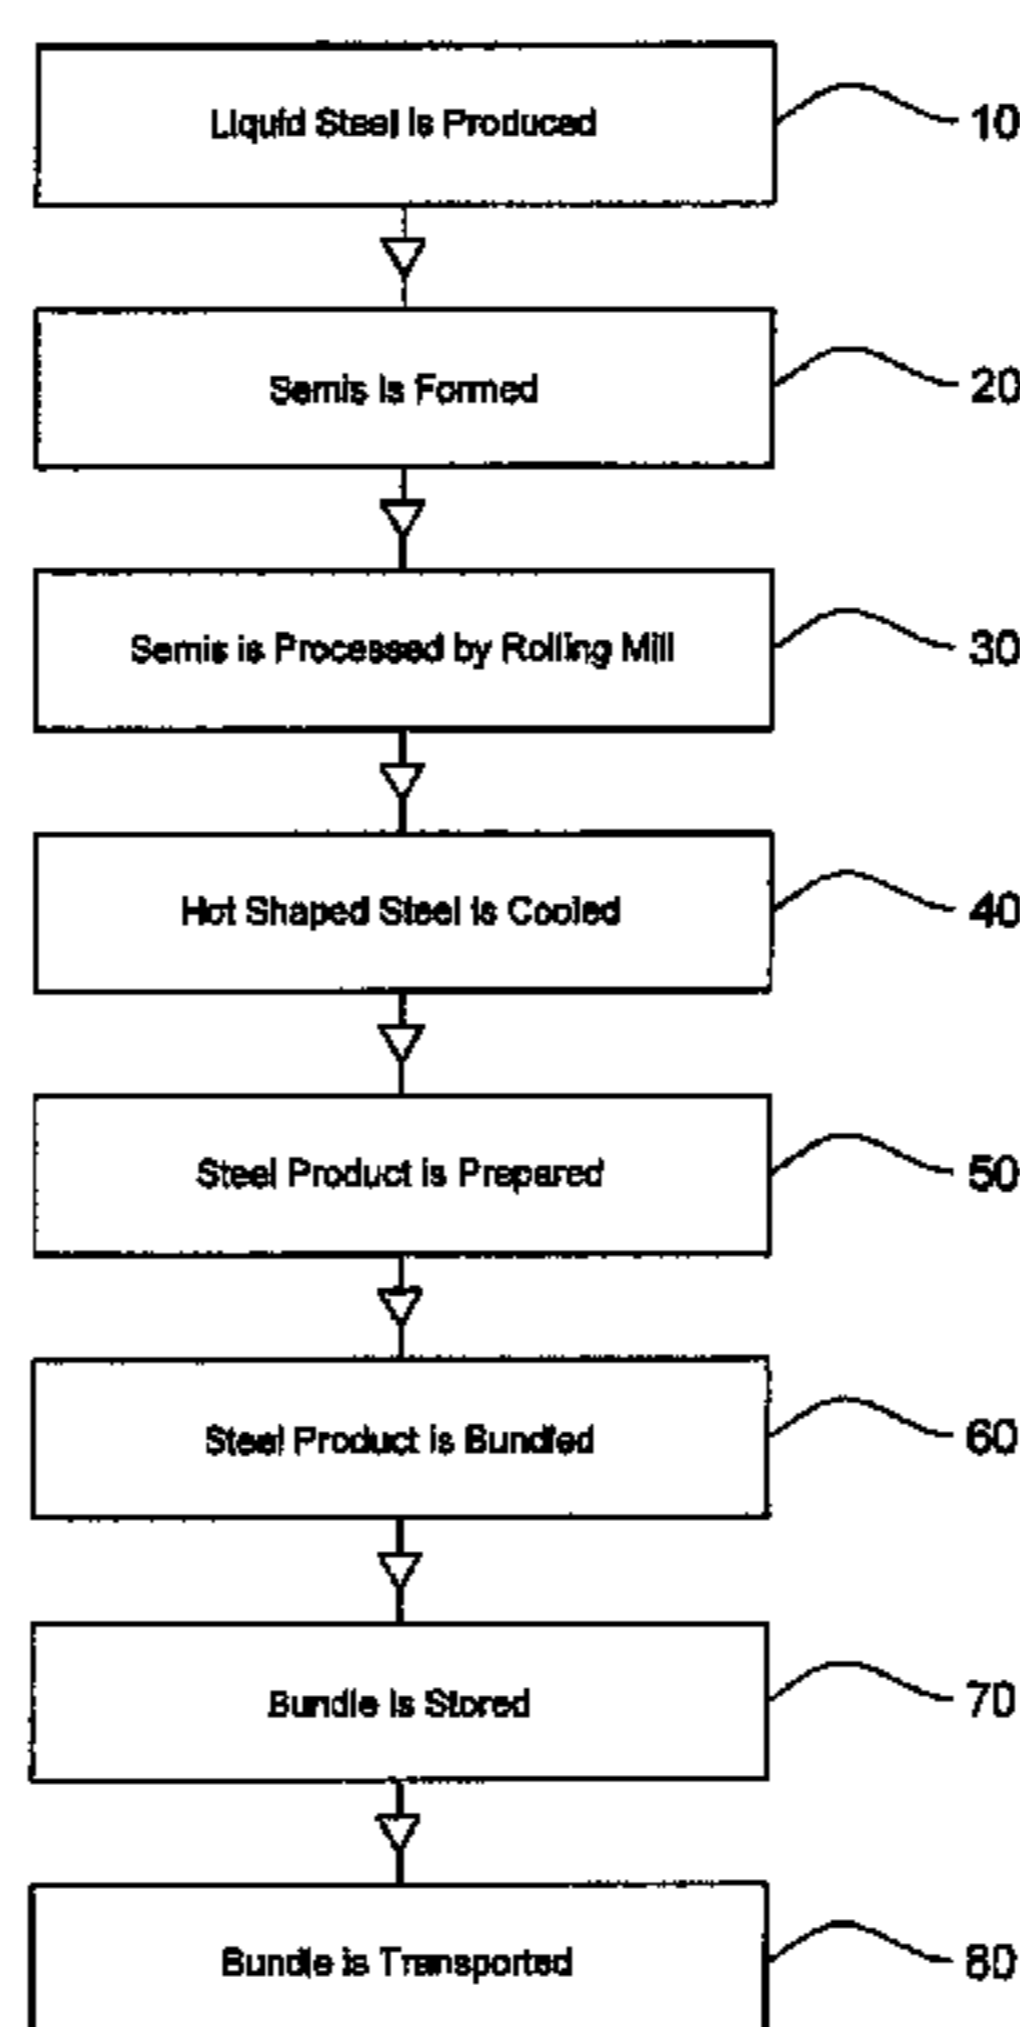 Liquid Steel is Produced
10
Semis is Formed
20
Semis is Processed by Rolling Mill
30
Hot Shaped Steel is Cooled
40
Steel Product is Prepared
50
Steel Product is Bundled
60
Bundle is Stored
70
Bundle is Transported
80